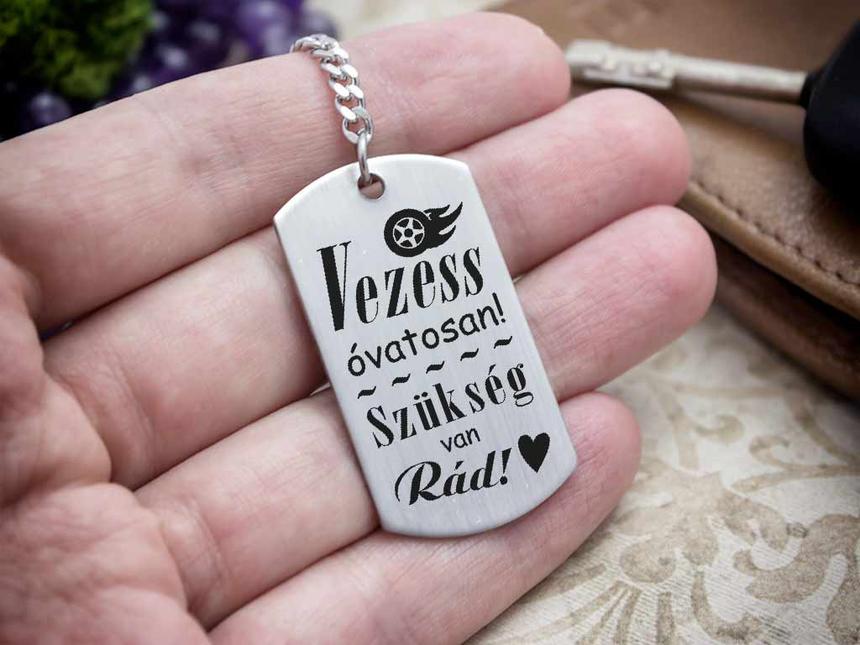 Vezess
óvatosan!
~ ~ ~ ~ ~
Szükség
van
Rád!